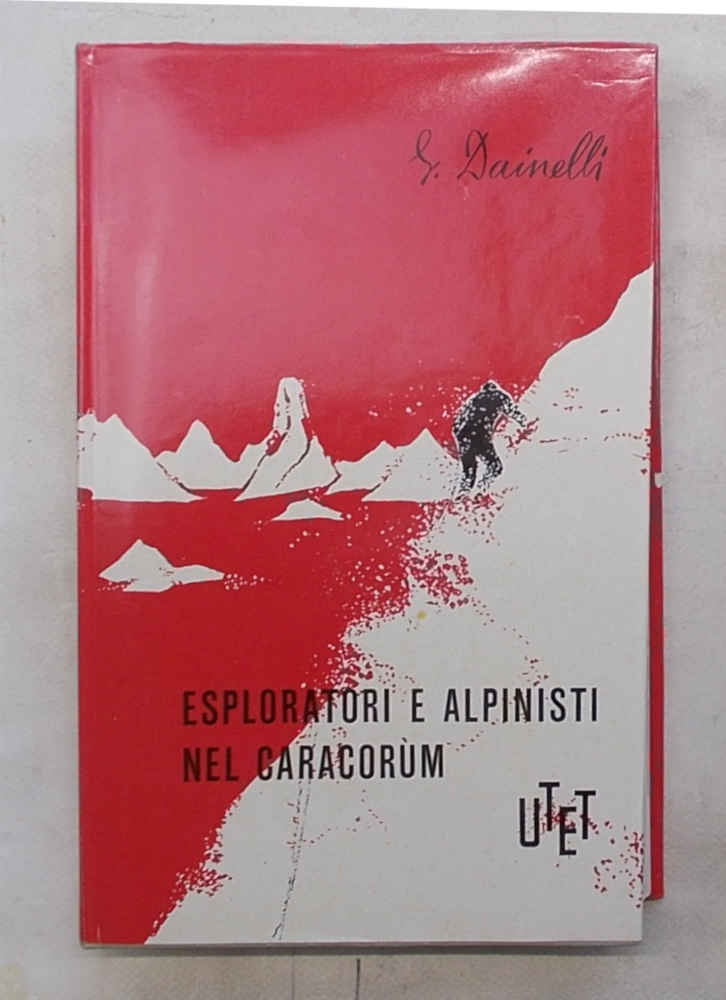 G. Dainelli
ESPLORATORI E ALPINISTI
NEL CARACORÙM
UTET